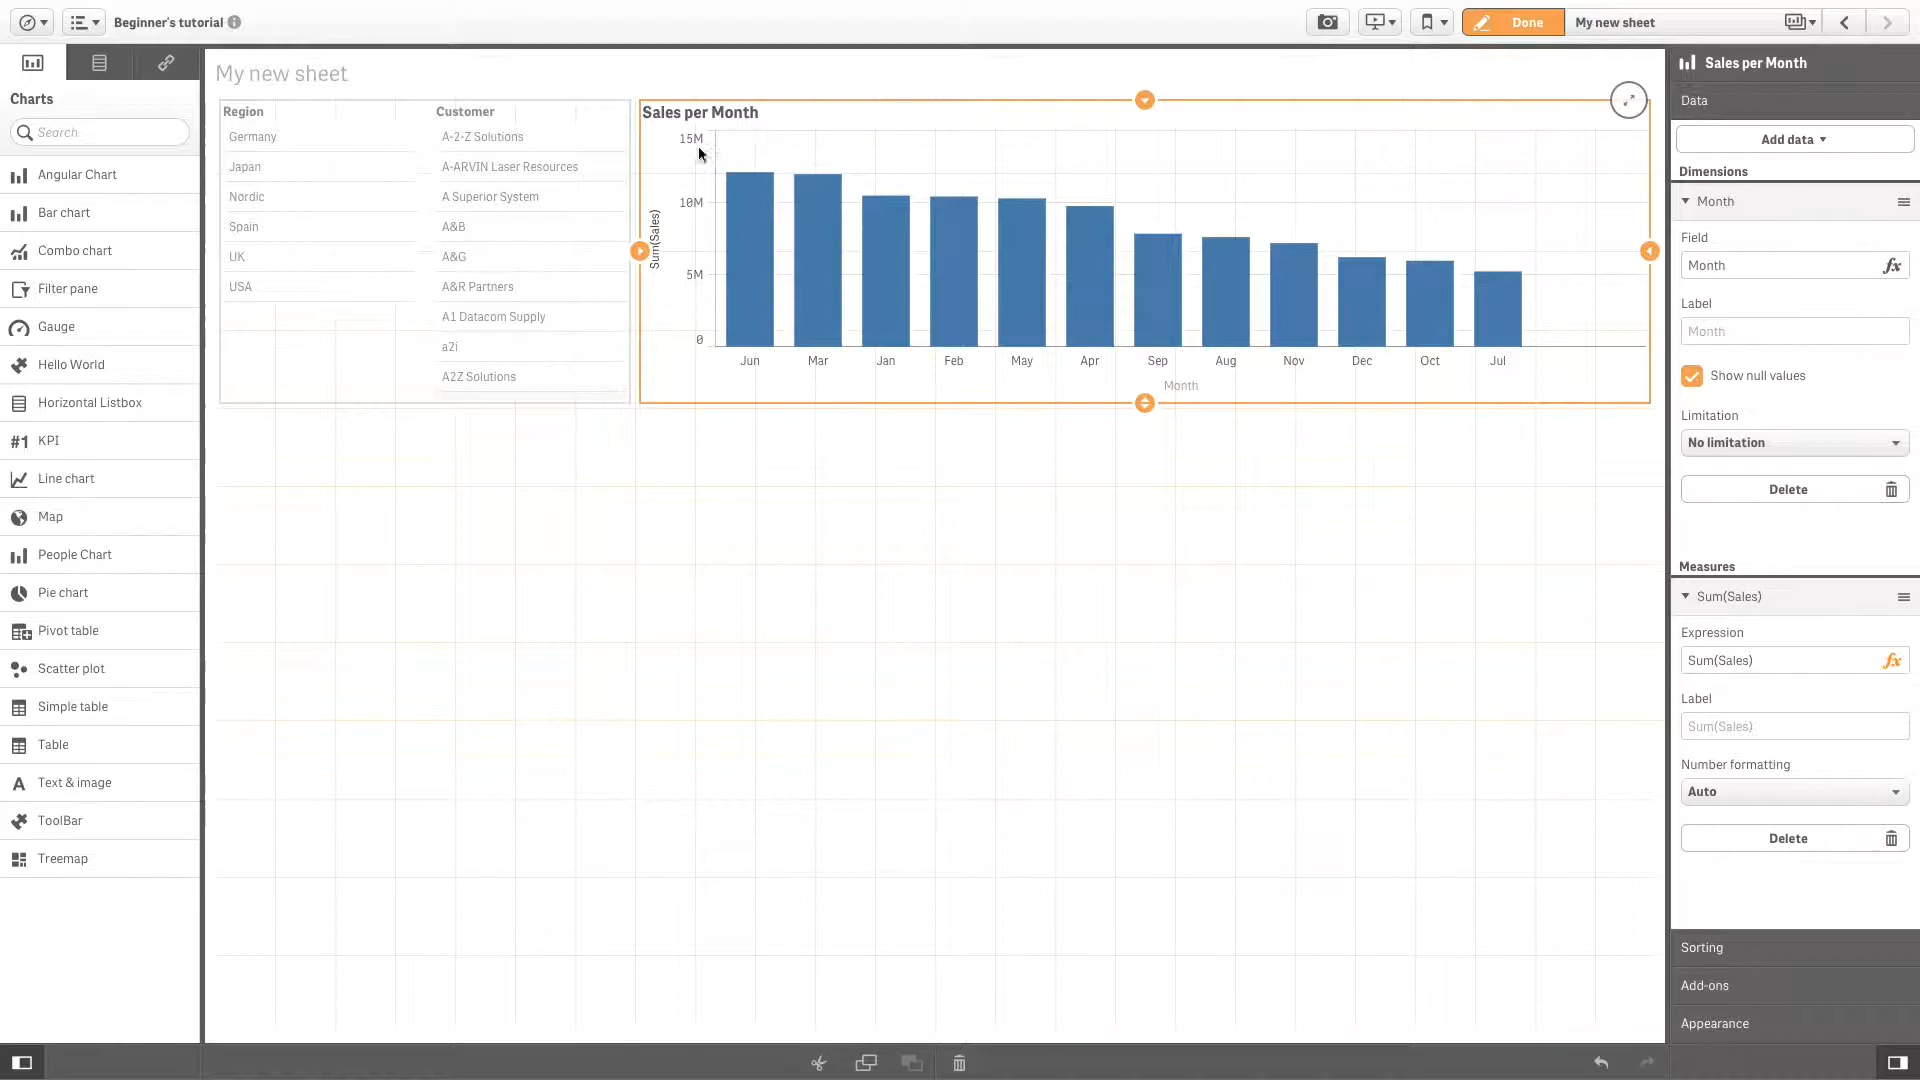 Beginner's tutorial
Done
My new sheet
Charts
Search
Angular Chart
Bar chart
Combo chart
Filter pane
Gauge
Hello World
Horizontal Listbox
#1 KPI
Line chart
Map
People Chart
Pie chart
Pivot table
Scatter plot
Simple table
Table
A Text & image
ToolBar
Treemap
My new sheet
Region
Germany
Japan
Nordic
Spain
UK
USA
Customer
A-2-Z Solutions
A-ARVIN Laser Resources
A Superior System
A&B
A&G
A&R Partners
A1 Datacom Supply
a2i
A2Z Solutions
Sales per Month
Sum(Sales)
15M
10M
5M
0
Jun Mar Jan Feb May Apr Sep Aug Nov Dec Oct Jul
Month
Sales per Month
Data
Add data
Dimensions
Month
Field
Month fx
Label
Month
Show null values
Limitation
No limitation
Delete
Measures
Sum(Sales)
Expression
Sum(Sales) fx
Label
Sum(Sales)
Number formatting
Auto
Delete
Sorting
Add-ons
Appearance